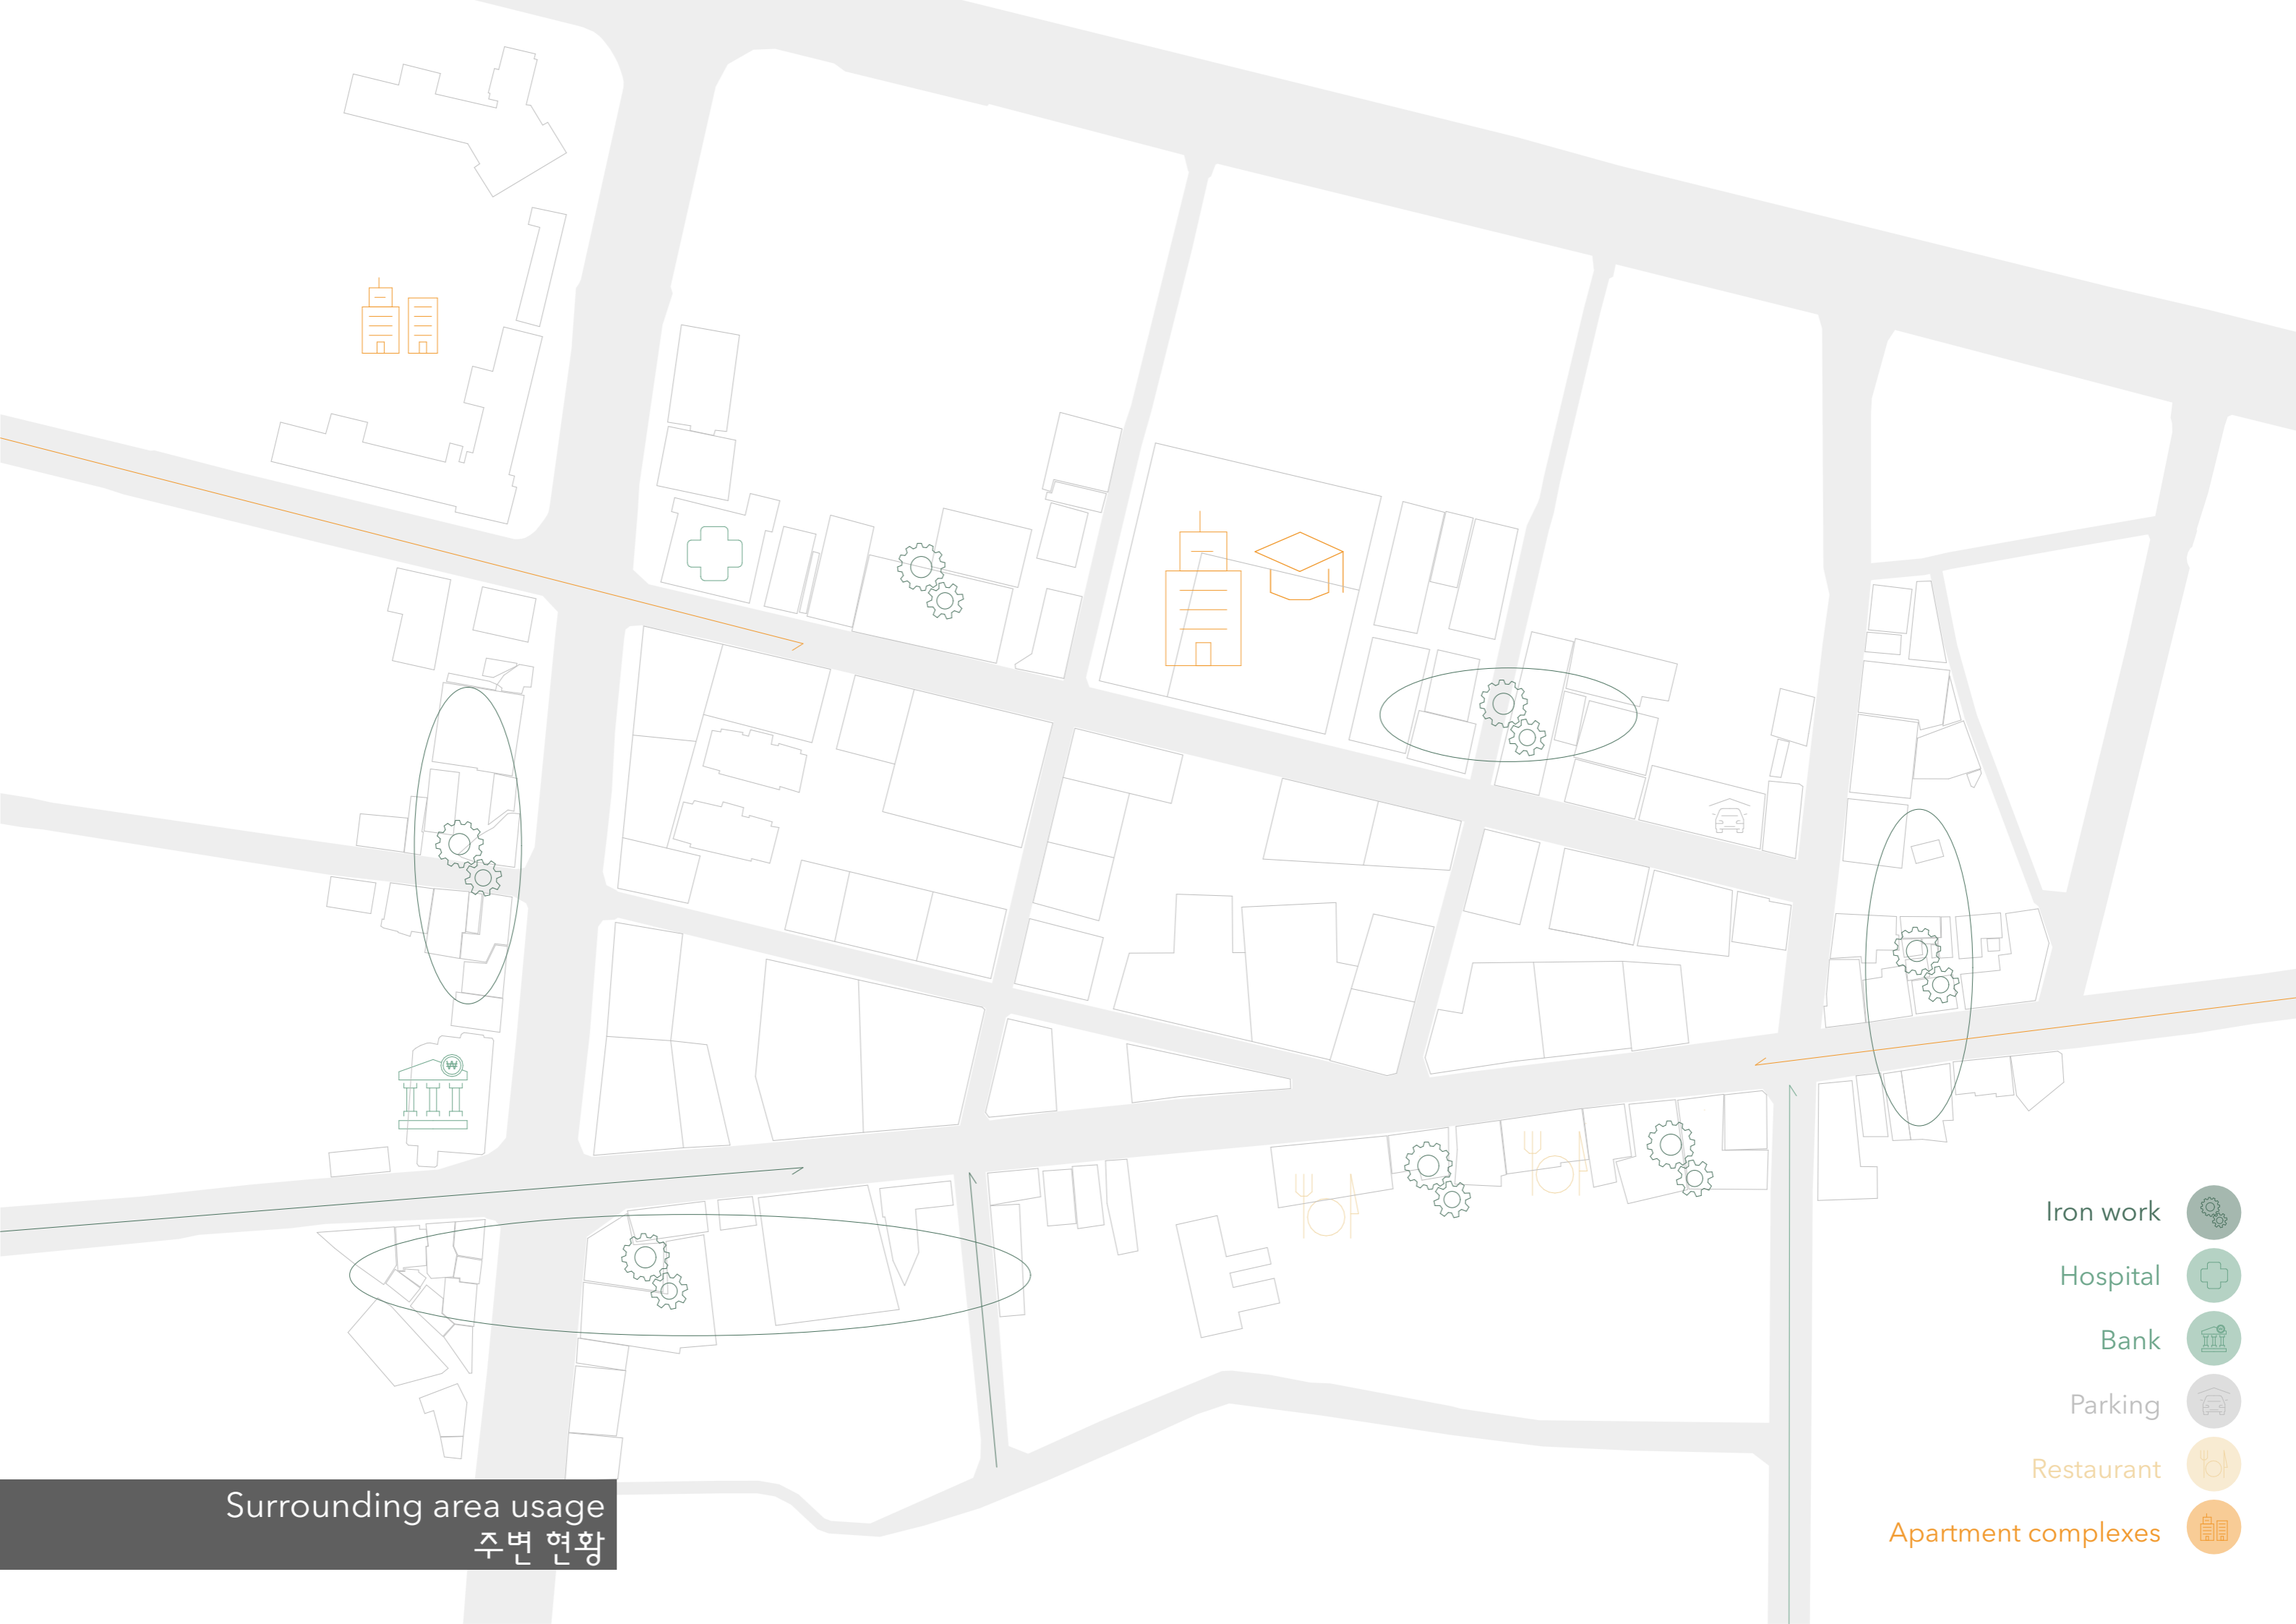 Iron work
Hospital
Bank
Parking
Restaurant
Apartment complexes
Surrounding area usage
주변 현황